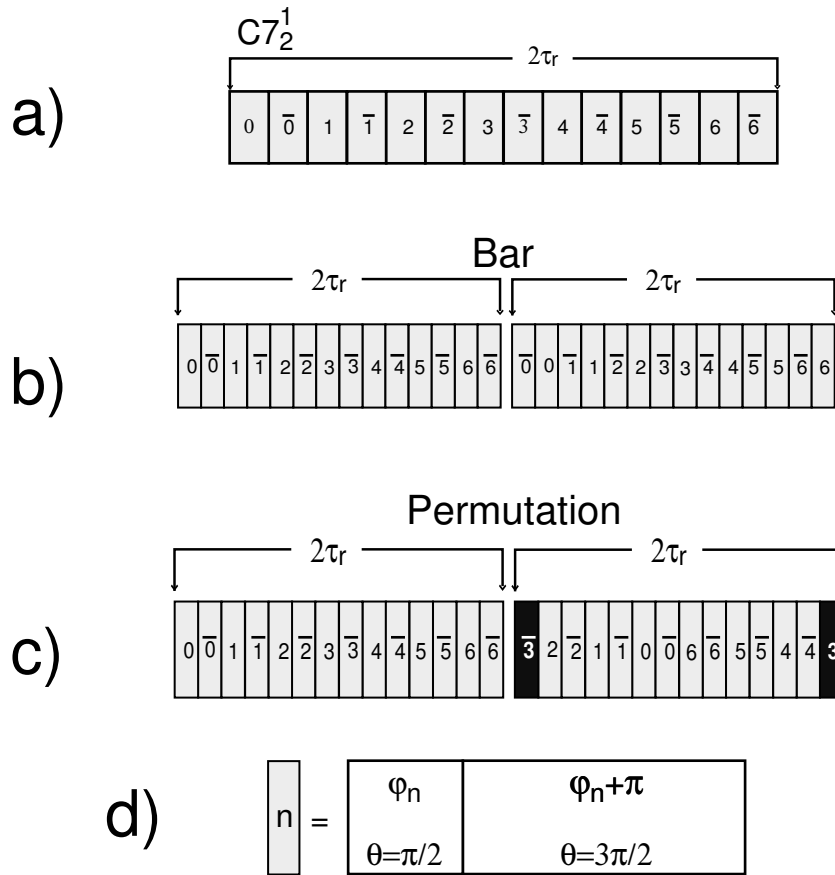 C7₂¹
2τr
a) 0 0̅ 1 1̅ 2 2̅ 3 3̅ 4 4̅ 5 5̅ 6 6̅
Bar
2τr 2τr
b) 0 0̅ 1 1̅ 2 2̅ 3 3̅ 4 4̅ 5 5̅ 6 6̅ 0̅ 0 1̅ 1 2̅ 2 3̅ 3 4̅ 4 5̅ 5 6̅ 6
Permutation
2τr 2τr
c) 0 0̅ 1 1̅ 2 2̅ 3 3̅ 4 4̅ 5 5̅ 6 6̅ 3̅ 2 2̅ 1 1̅ 0 0̅ 6 6̅ 5 5̅ 4 4̅ 3
φn φn+π
d) n =
θ=π/2 θ=3π/2